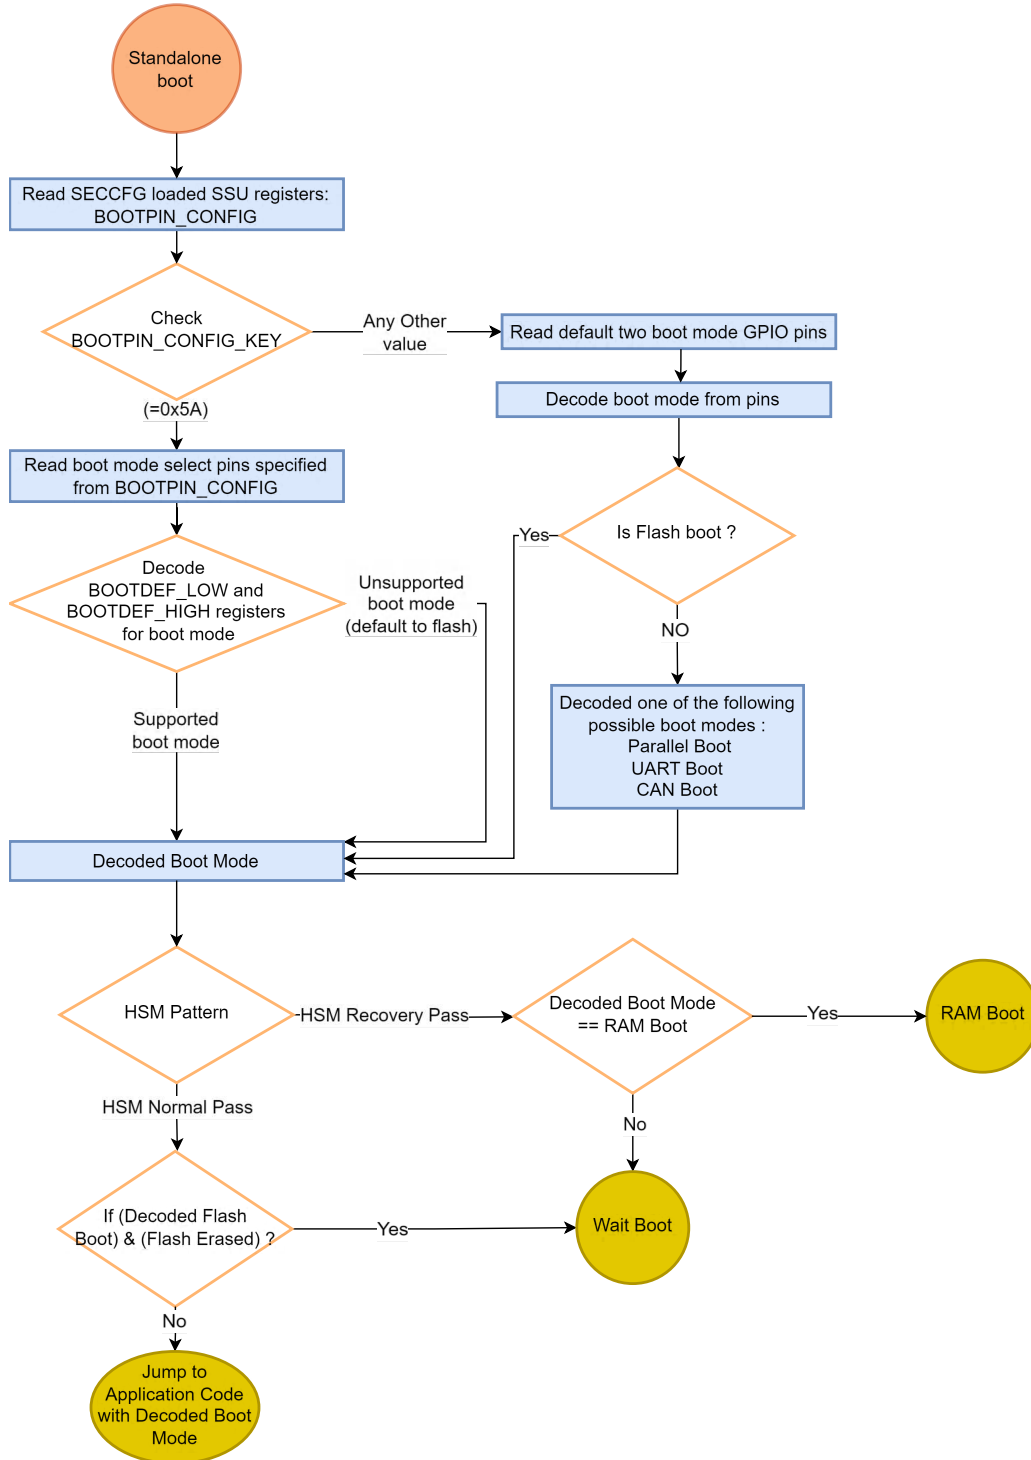 Standalone
boot
Read SECCFG loaded SSU registers:
BOOTPIN_CONFIG
Check
BOOTPIN_CONFIG_KEY
Any Other
value
Read default two boot mode GPIO pins
Decode boot mode from pins
(=0x5A)
Read boot mode select pins specified
from BOOTPIN_CONFIG
Is Flash boot ?
Yes
NO
Decode
BOOTDEF_LOW and
BOOTDEF_HIGH registers
for boot mode
Unsupported
boot mode
(default to flash)
Supported
boot mode
Decoded one of the following
possible boot modes :
Parallel Boot
UART Boot
CAN Boot
Decoded Boot Mode
HSM Pattern
HSM Recovery Pass
Decoded Boot Mode
== RAM Boot
Yes
RAM Boot
HSM Normal Pass
No
If (Decoded Flash
Boot) & (Flash Erased) ?
Yes
Wait Boot
No
Jump to
Application Code
with Decoded Boot
Mode